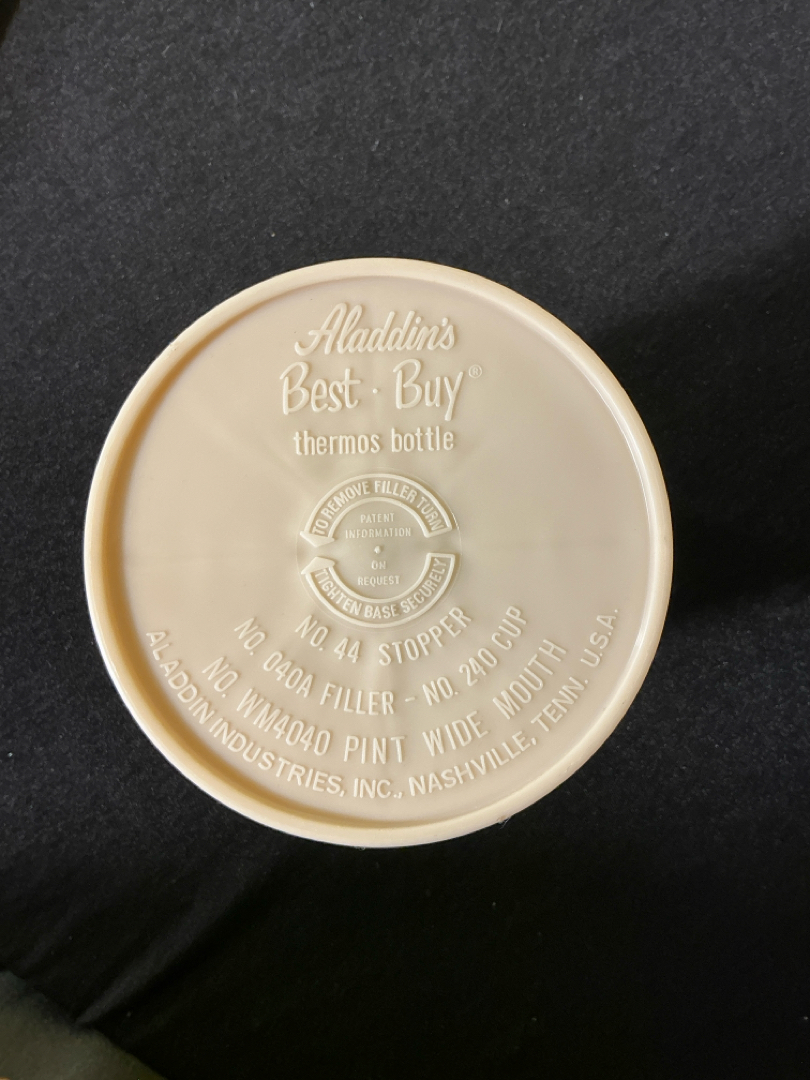 Aladdin's
Best · Buy®
thermos bottle
TO REMOVE FILLER TURN
PATENT
INFORMATION
ON
REQUEST
TIGHTEN BASE SECURELY
NO. 44 STOPPER
NO. 040A FILLER - NO. 240 CUP
NO. WM4040 PINT WIDE MOUTH
ALADDIN INDUSTRIES, INC., NASHVILLE, TENN. U.S.A.